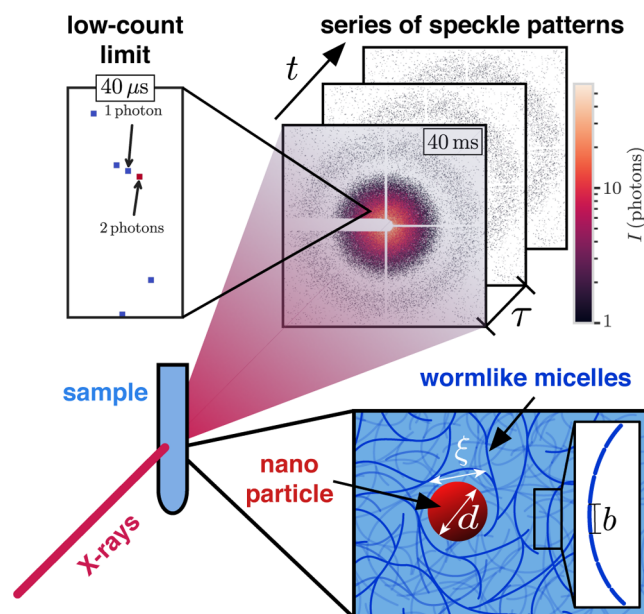 low-count
limit
40 μs
1 photon
2 photons
series of speckle patterns
t
40 ms
τ
10
1
I (photons)
sample
X-rays
wormlike micelles
nano
particle
ξ
d
b